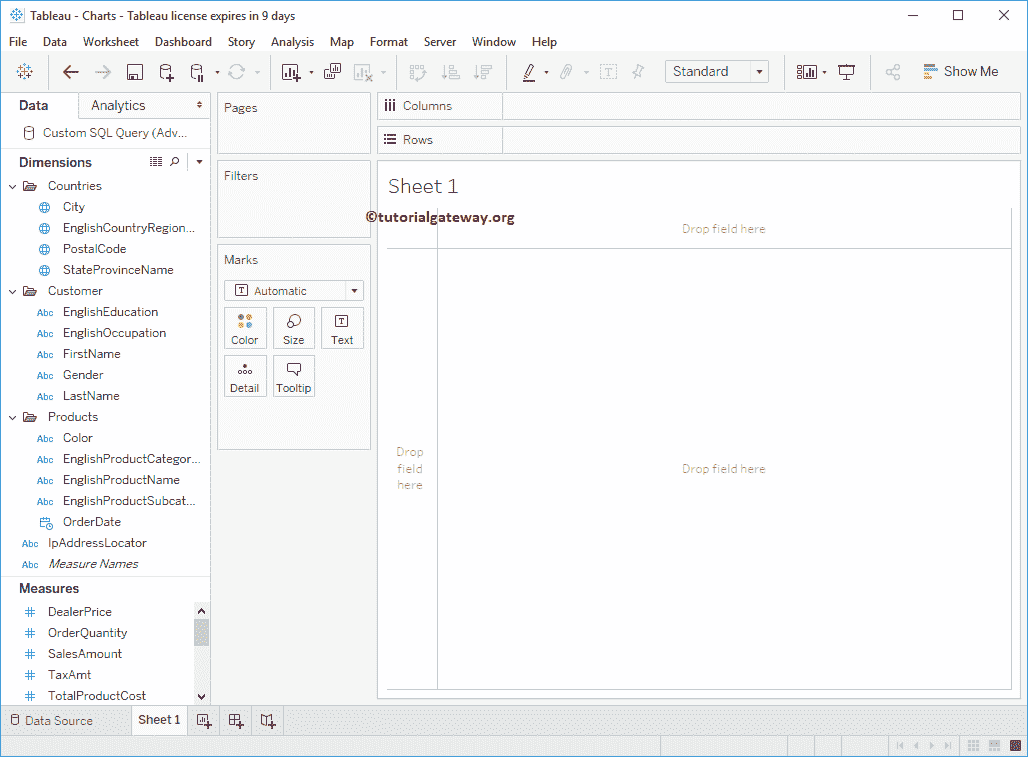 Tableau - Charts - Tableau license expires in 9 days
File Data Worksheet Dashboard Story Analysis Map Format Server Window Help
Standard
Show Me
Data Analytics
Custom SQL Query (Adv...
Dimensions
Countries
City
EnglishCountryRegion...
PostalCode
StateProvinceName
Customer
Abc EnglishEducation
Abc EnglishOccupation
Abc FirstName
Abc Gender
Abc LastName
Products
Abc Color
Abc EnglishProductCategor...
Abc EnglishProductName
Abc EnglishProductSubcat...
OrderDate
Abc IpAddressLocator
Abc Measure Names
Measures
# DealerPrice
# OrderQuantity
# SalesAmount
# TaxAmt
# TotalProductCost
Pages
Filters
Marks
T Automatic
Color Size Text
Detail Tooltip
Columns
Rows
Sheet 1
©tutorialgateway.org
Drop field here
Drop
field
here
Drop field here
Data Source Sheet 1